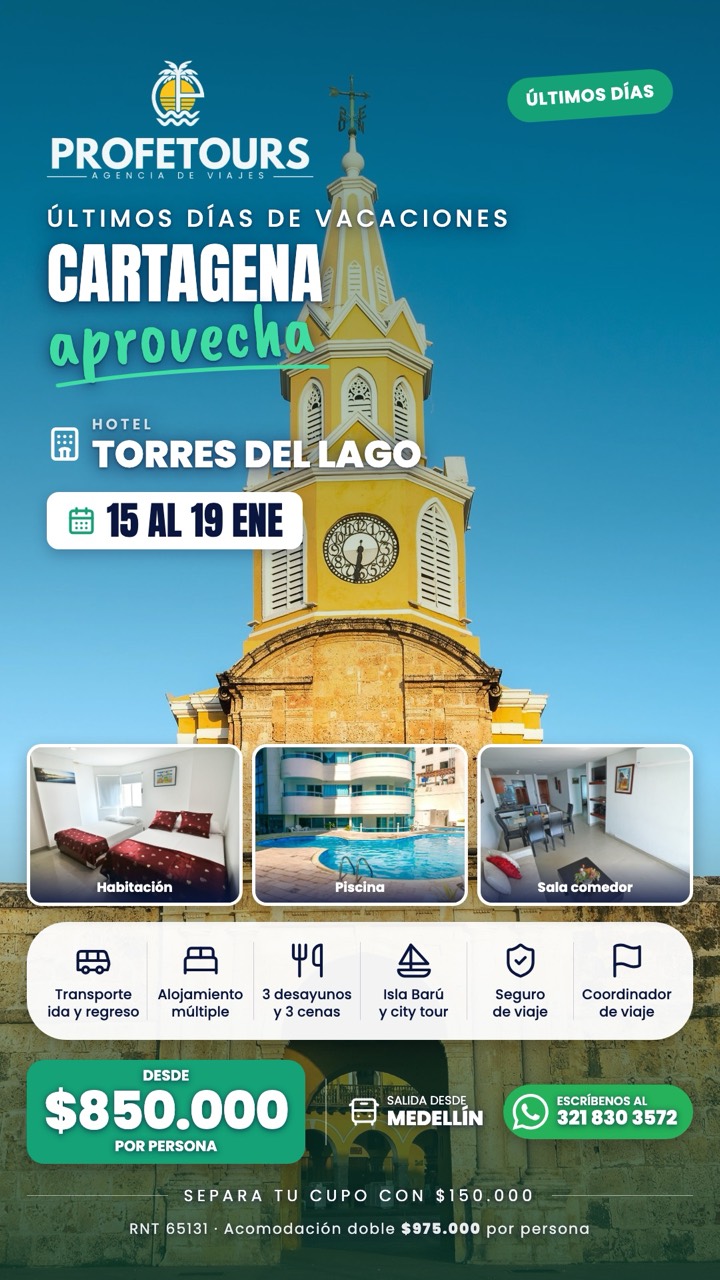 PROFETOURS
AGENCIA DE VIAJES
ÚLTIMOS DÍAS
ÚLTIMOS DÍAS DE VACACIONES
CARTAGENA
aprovecha
HOTEL
TORRES DEL LAGO
15 AL 19 ENE
Habitación
Piscina
Sala comedor
Transporte
ida y regreso
Alojamiento
múltiple
3 desayunos
y 3 cenas
Isla Barú
y city tour
Seguro
de viaje
Coordinador
de viaje
DESDE
$850.000
POR PERSONA
SALIDA DESDE
MEDELLÍN
ESCRÍBENOS AL
321 830 3572
SEPARA TU CUPO CON $150.000
RNT 65131 · Acomodación doble $975.000 por persona